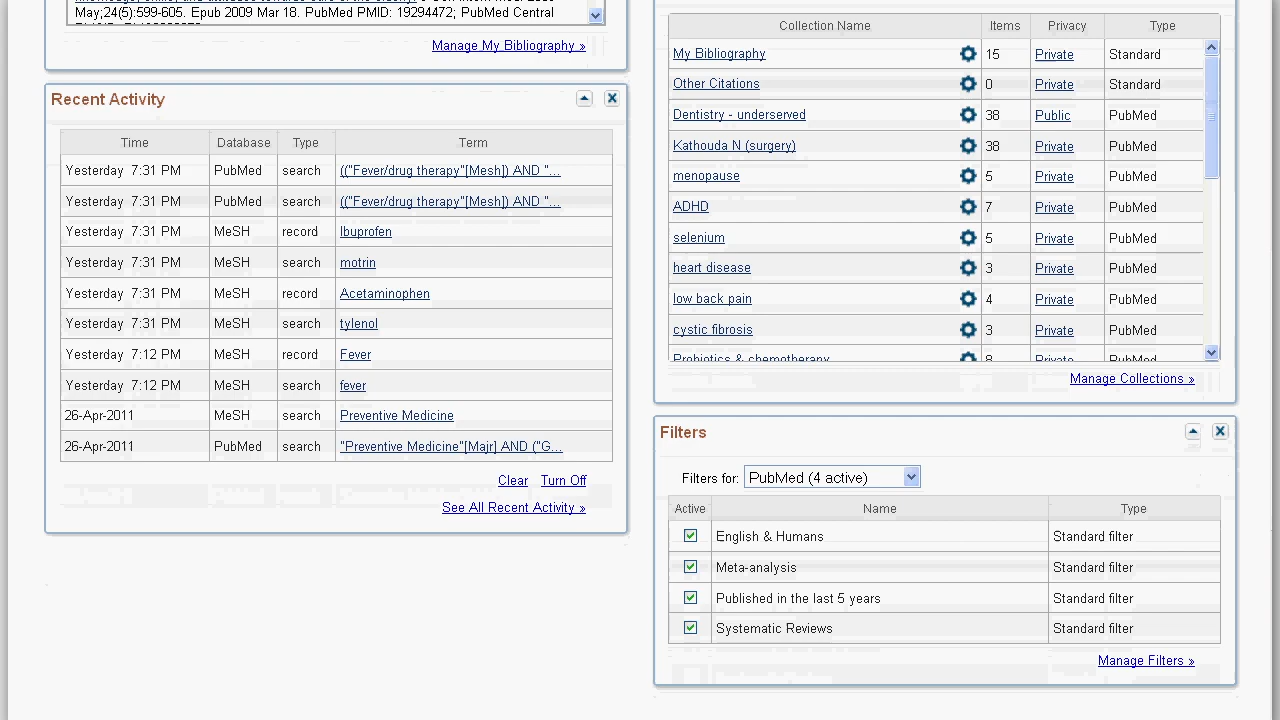 May;24(5):599-605. Epub 2009 Mar 18. PubMed PMID: 19294472; PubMed Central
Manage My Bibliography »
Recent Activity
Time Database Type Term
Yesterday 7:31 PM PubMed search (("Fever/drug therapy"[Mesh]) AND "...
Yesterday 7:31 PM PubMed search (("Fever/drug therapy"[Mesh]) AND "...
Yesterday 7:31 PM MeSH record Ibuprofen
Yesterday 7:31 PM MeSH search motrin
Yesterday 7:31 PM MeSH record Acetaminophen
Yesterday 7:31 PM MeSH search tylenol
Yesterday 7:12 PM MeSH record Fever
Yesterday 7:12 PM MeSH search fever
26-Apr-2011 MeSH search Preventive Medicine
26-Apr-2011 PubMed search "Preventive Medicine"[Majr] AND ("G...
Clear Turn Off
See All Recent Activity »
Collection Name Items Privacy Type
My Bibliography 15 Private Standard
Other Citations 0 Private Standard
Dentistry - underserved 38 Public PubMed
Kathouda N (surgery) 38 Private PubMed
menopause 5 Private PubMed
ADHD 7 Private PubMed
selenium 5 Private PubMed
heart disease 3 Private PubMed
low back pain 4 Private PubMed
cystic fibrosis 3 Private PubMed
Probiotics & chemotherapy 8 Private PubMed
Manage Collections »
Filters
Filters for: PubMed (4 active)
Active Name Type
English & Humans Standard filter
Meta-analysis Standard filter
Published in the last 5 years Standard filter
Systematic Reviews Standard filter
Manage Filters »